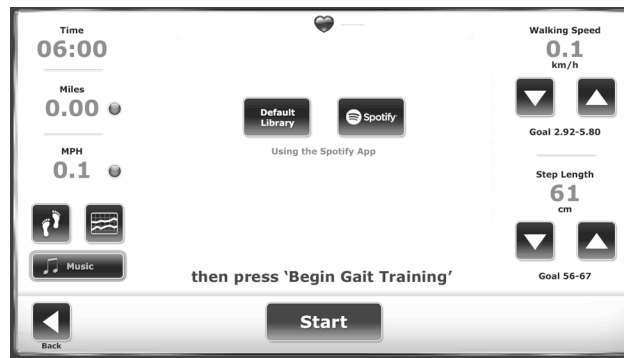 Time
06:00
Miles
0.00
MPH
0.1
Music
Back
Default
Library
Spotify
Using the Spotify App
then press ‘Begin Gait Training’
Start
Walking Speed
0.1
km/h
Goal 2.92-5.80
Step Length
61
cm
Goal 56-67